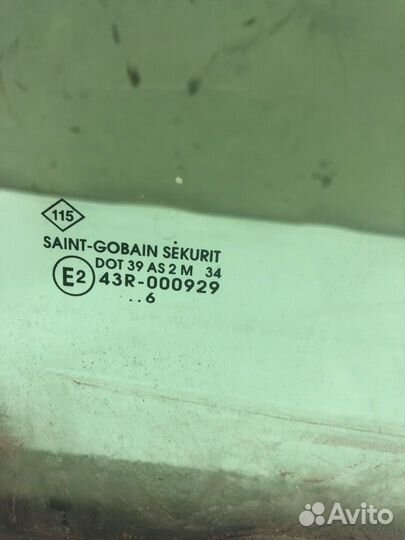 115
SAINT-GOBAIN SEKURIT
DOT 39 AS 2 M 34
E2 43R-000929
..6
Avito